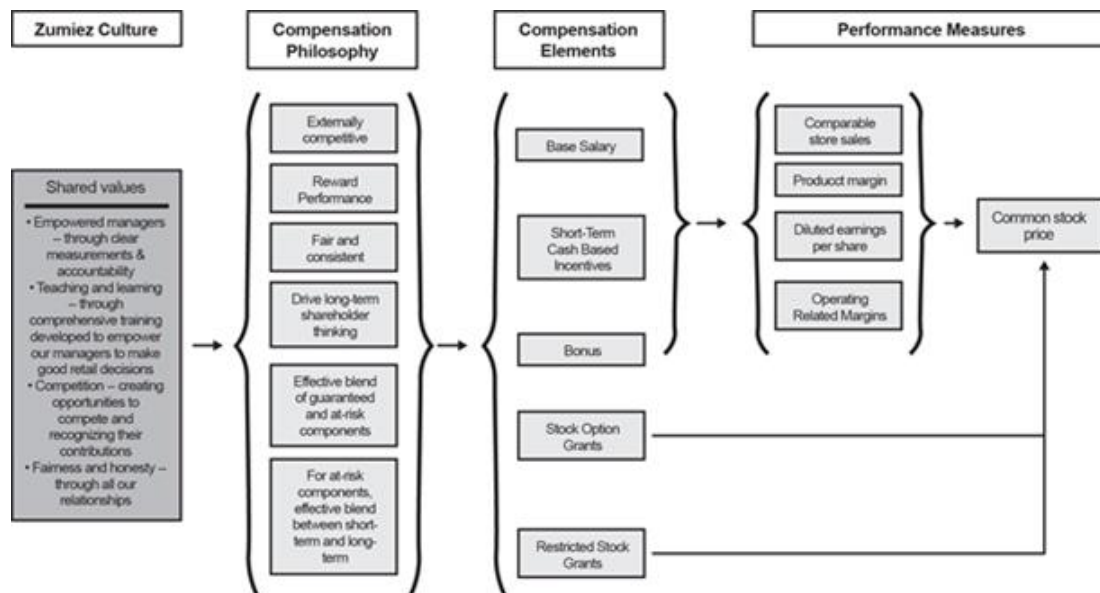 Zumiez Culture
Compensation
Philosophy
Compensation
Elements
Performance Measures
Shared values
• Empowered managers
– through clear
measurements &
accountability
• Teaching and learning
– through
comprehensive training
developed to empower
our managers to make
good retail decisions
• Competition – creating
opportunities to
compete and
recognizing their
contributions
• Fairness and honesty –
through all our
relationships
Externally
competitive
Reward
Performance
Fair and
consistent
Drive long-term
shareholder
thinking
Effective blend
of guaranteed
and at-risk
components
For at-risk
components,
effective blend
between short-
term and long-
term
Base Salary
Short-Term
Cash Based
Incentives
Bonus
Stock Option
Grants
Restricted Stock
Grants
Comparable
store sales
Producct margin
Diluted earnings
per share
Operating
Related Margins
Common stock
price